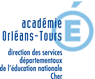 académie
Orléans-Tours
É
direction des services
départementaux
de l'éducation nationale
Cher